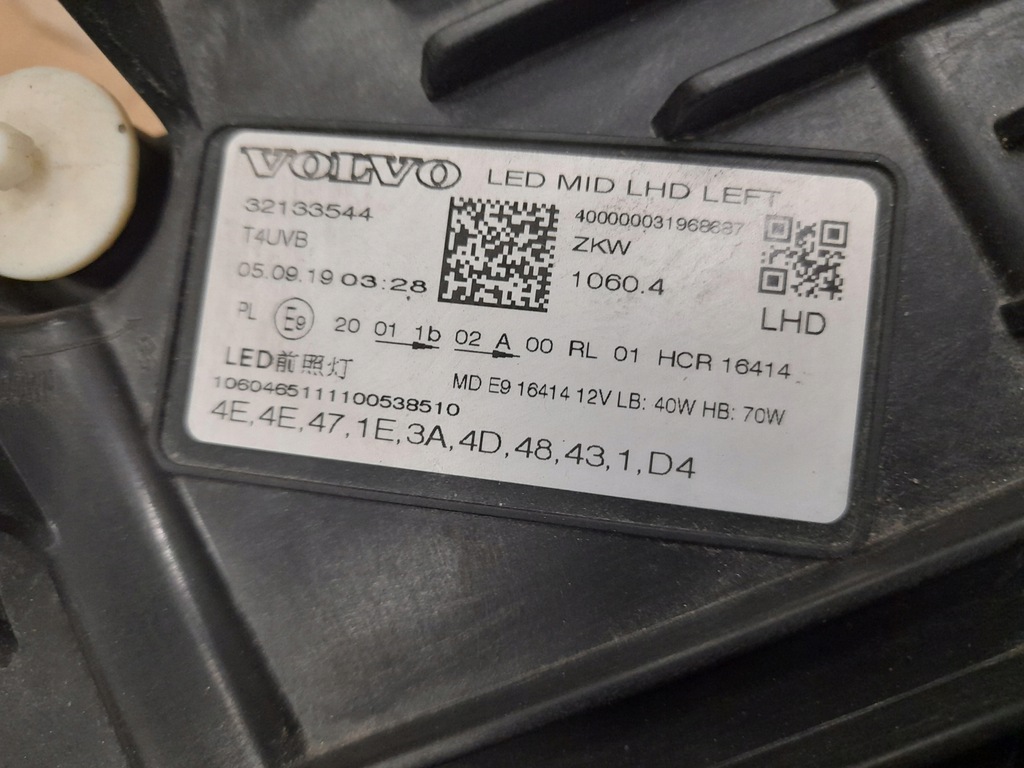 VOLVO LED MID LHD LEFT
32133544
T4UVB
05.09.19 03:28
400000031968687
ZKW
1060.4
LHD
PL E9 20 01 1b 02 A 00 RL 01 HCR 16414
LED前照灯
MD E9 16414 12V LB: 40W HB: 70W
1060465111100538510
4E,4E,47,1E,3A,4D,48,43,1,D4